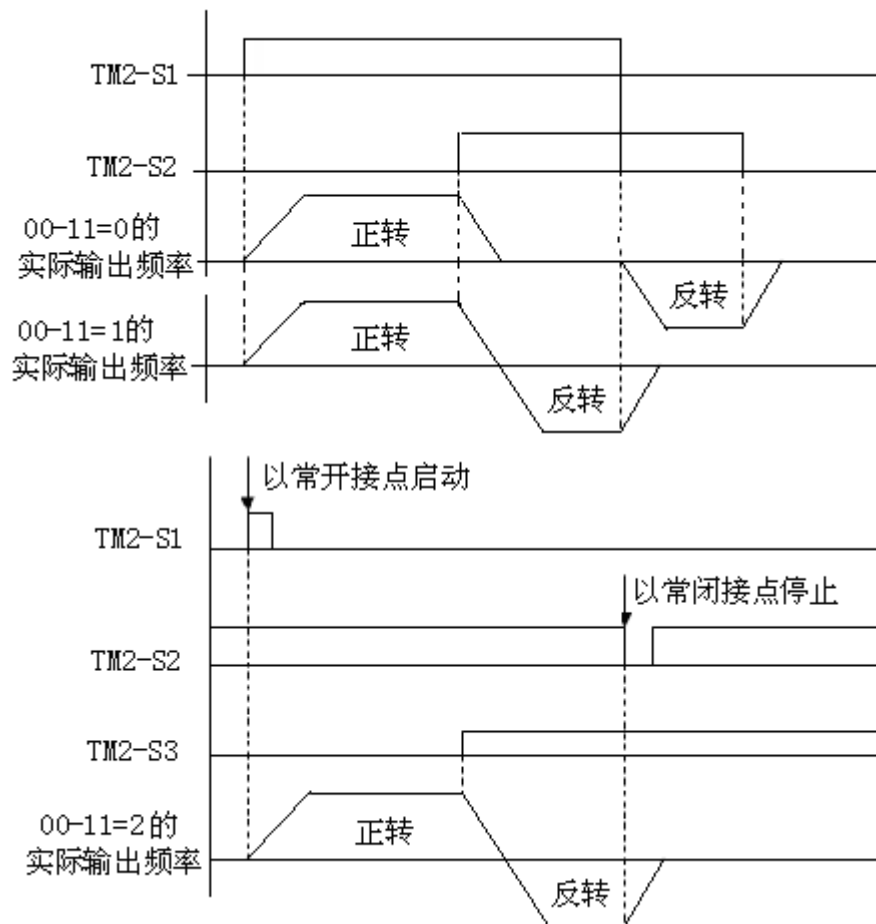 TM2-S1
TM2-S2
00-11=0的
实际输出频率
正转
反转
00-11=1的
实际输出频率
正转
反转
以常开接点启动
TM2-S1
以常闭接点停止
TM2-S2
TM2-S3
00-11=2的
实际输出频率
正转
反转